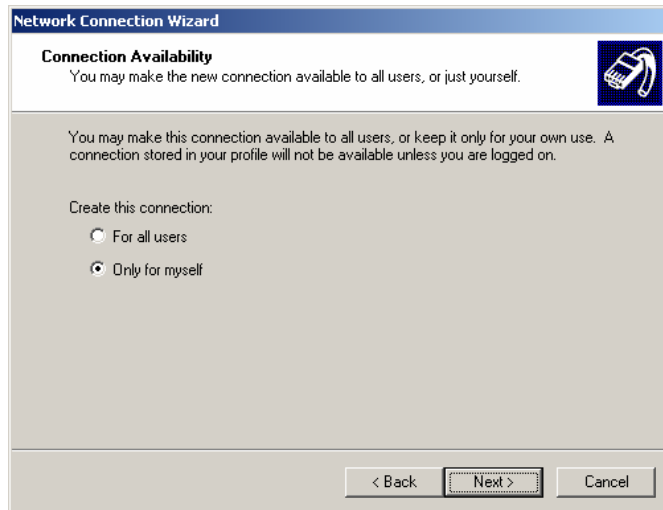 Network Connection Wizard
Connection Availability
You may make the new connection available to all users, or just yourself.
You may make this connection available to all users, or keep it only for your own use. A
connection stored in your profile will not be available unless you are logged on.
Create this connection:
For all users
Only for myself
< Back Next > Cancel